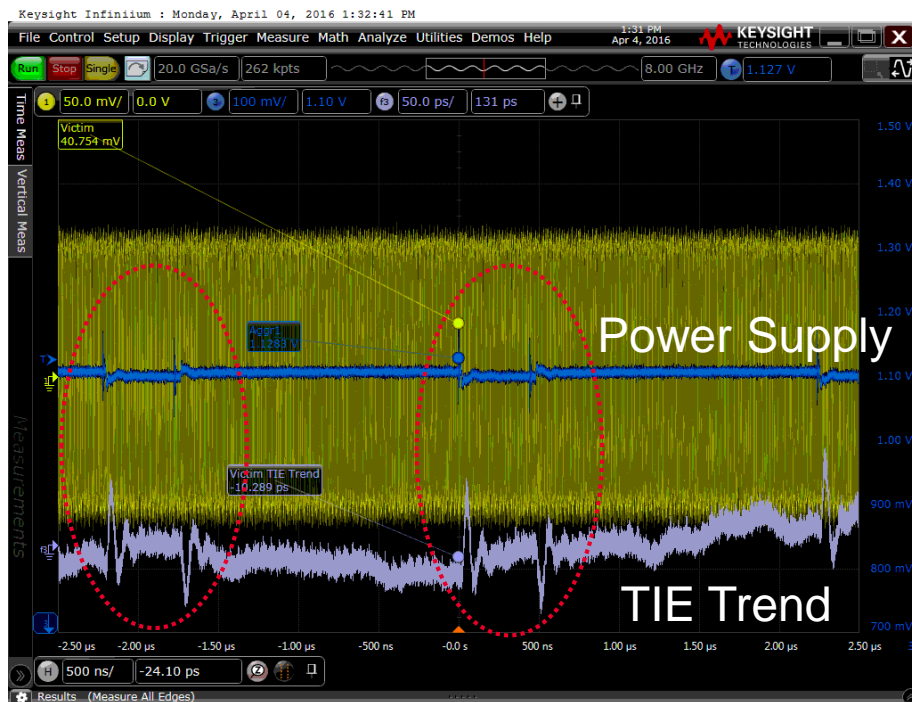 Keysight Infiniium : Monday, April 04, 2016 1:32:41 PM
File Control Setup Display Trigger Measure Math Analyze Utilities Demos Help
1:31 PM
Apr 4, 2016
KEYSIGHT
TECHNOLOGIES
Run Stop Single 20.0 GSa/s 262 kpts 8.00 GHz T 1.127 V
1 50.0 mV/ 0.0 V 3 100 mV/ 1.10 V f3 50.0 ps/ 131 ps
Time Meas
Vertical Meas
Measurements
Victim
40.754 mV
1.50 V
1.40 V
1.30 V
1.20 V
Power Supply
Aggr1
1.1283 V
T
1.10 V
1.00 V
Victim TIE Trend
-10.289 ps
900 mV
f3
800 mV
TIE Trend
700 mV
-2.50 µs -2.00 µs -1.50 µs -1.00 µs -500 ns -0.0 s 500 ns 1.00 µs 1.50 µs 2.00 µs 2.50 µs
H 500 ns/ -24.10 ps
Results (Measure All Edges)